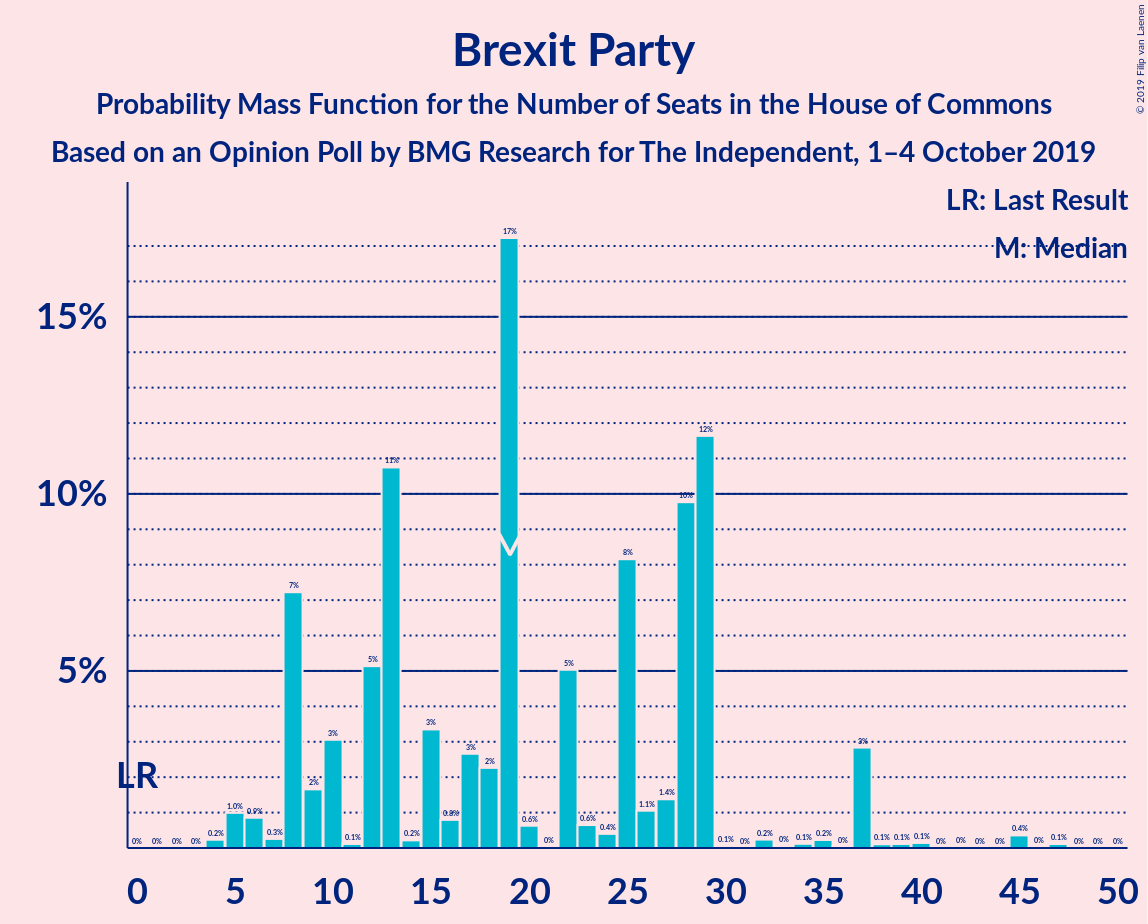 Brexit Party
Probability Mass Function for the Number of Seats in the House of Commons
Based on an Opinion Poll by BMG Research for The Independent, 1–4 October 2019
© 2019 Filip van Laenen
LR: Last Result
M: Median
15%
10%
5%
LR
0% 0% 0% 0% 0.2% 1.0% 0.9% 0.3% 7% 2% 3% 0.1% 5% 11% 0.2% 3% 0.8% 3% 2% 17% 0.6% 0% 5% 0.6% 0.4% 8% 1.1% 1.4% 10% 12% 0.1% 0% 0.2% 0% 0.1% 0.2% 0% 3% 0.1% 0.1% 0.1% 0% 0% 0% 0% 0.4% 0% 0.1% 0% 0% 0%
0 5 10 15 20 25 30 35 40 45 50